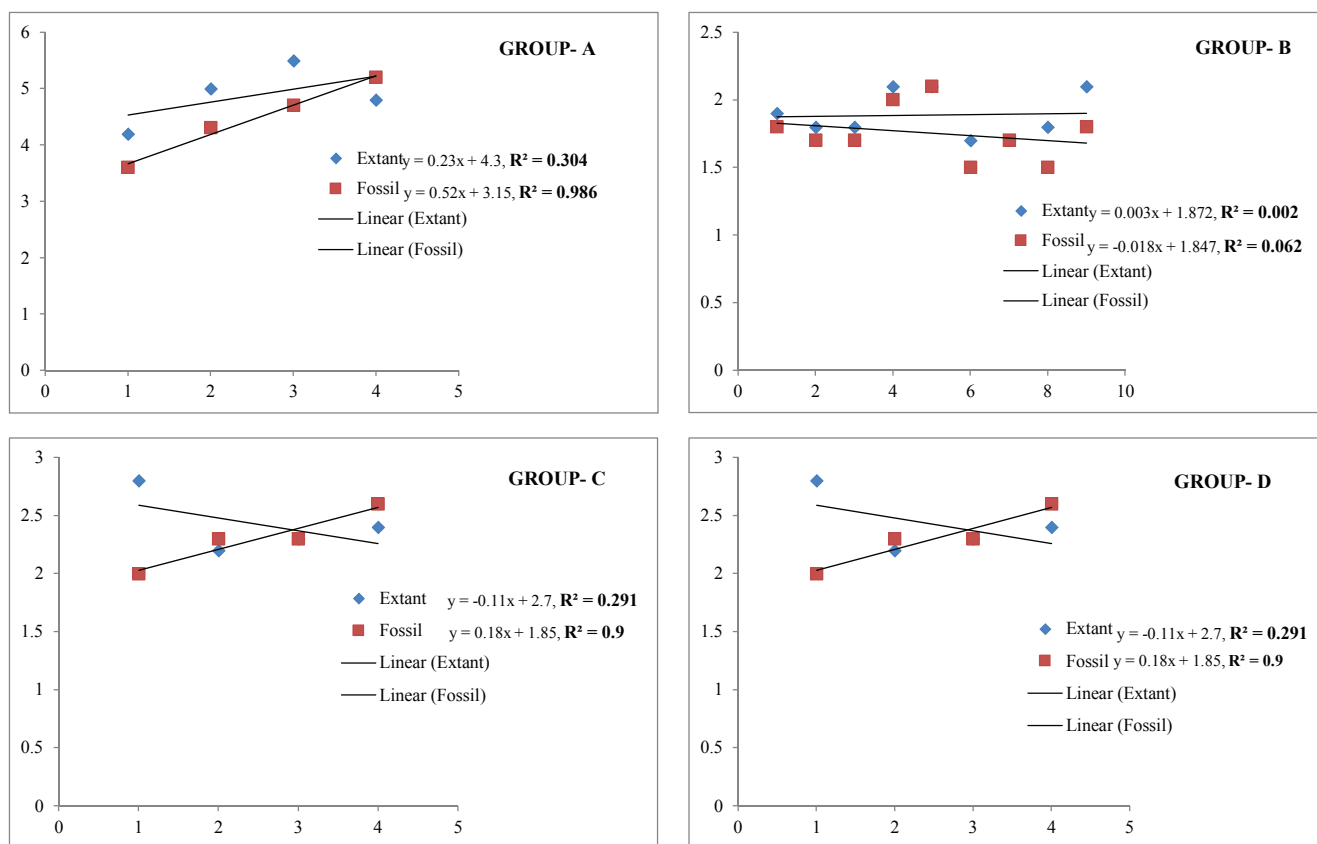 GROUP- A
6
5
4
3
2
1
0
0 1 2 3 4 5
Extant y = 0.23x + 4.3, R² = 0.304
Fossil y = 0.52x + 3.15, R² = 0.986
Linear (Extant)
Linear (Fossil)
GROUP- B
2.5
2
1.5
1
0.5
0
0 2 4 6 8 10
Extant y = 0.003x + 1.872, R² = 0.002
Fossil y = -0.018x + 1.847, R² = 0.062
Linear (Extant)
Linear (Fossil)
GROUP- C
3
2.5
2
1.5
1
0.5
0
0 1 2 3 4 5
Extant y = -0.11x + 2.7, R² = 0.291
Fossil y = 0.18x + 1.85, R² = 0.9
Linear (Extant)
Linear (Fossil)
GROUP- D
3
2.5
2
1.5
1
0.5
0
0 1 2 3 4 5
Extant y = -0.11x + 2.7, R² = 0.291
Fossil y = 0.18x + 1.85, R² = 0.9
Linear (Extant)
Linear (Fossil)